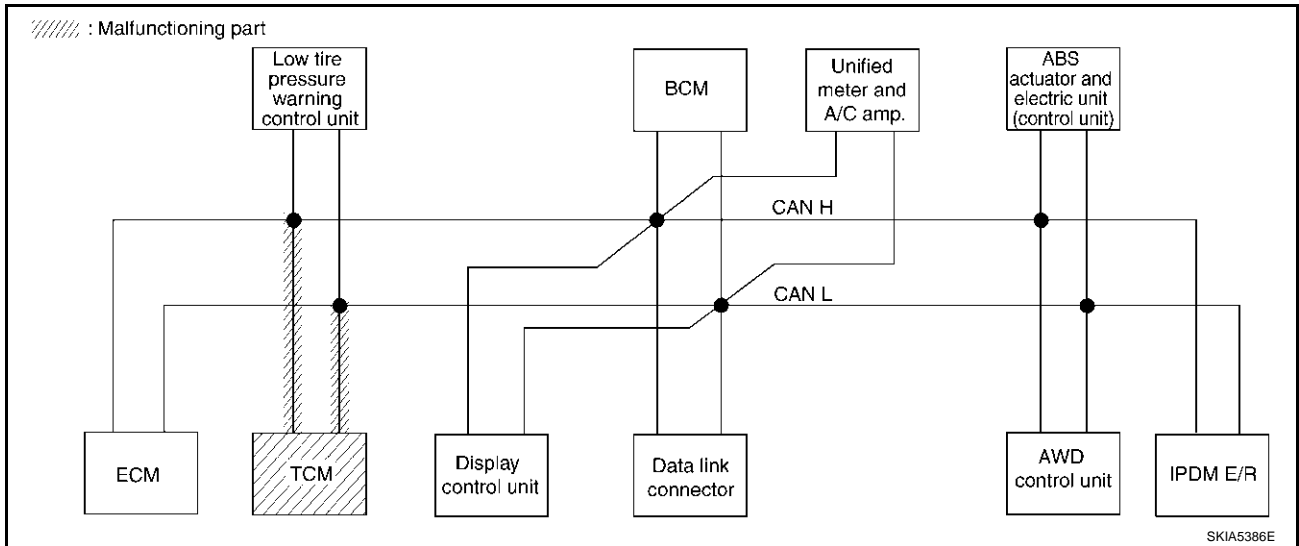 : Malfunctioning part
Low tire
pressure
warning
control unit
BCM
Unified
meter and
A/C amp.
ABS
actuator and
electric unit
(control unit)
CAN H
CAN L
ECM
TCM
Display
control unit
Data link
connector
AWD
control unit
IPDM E/R
SKIA5386E